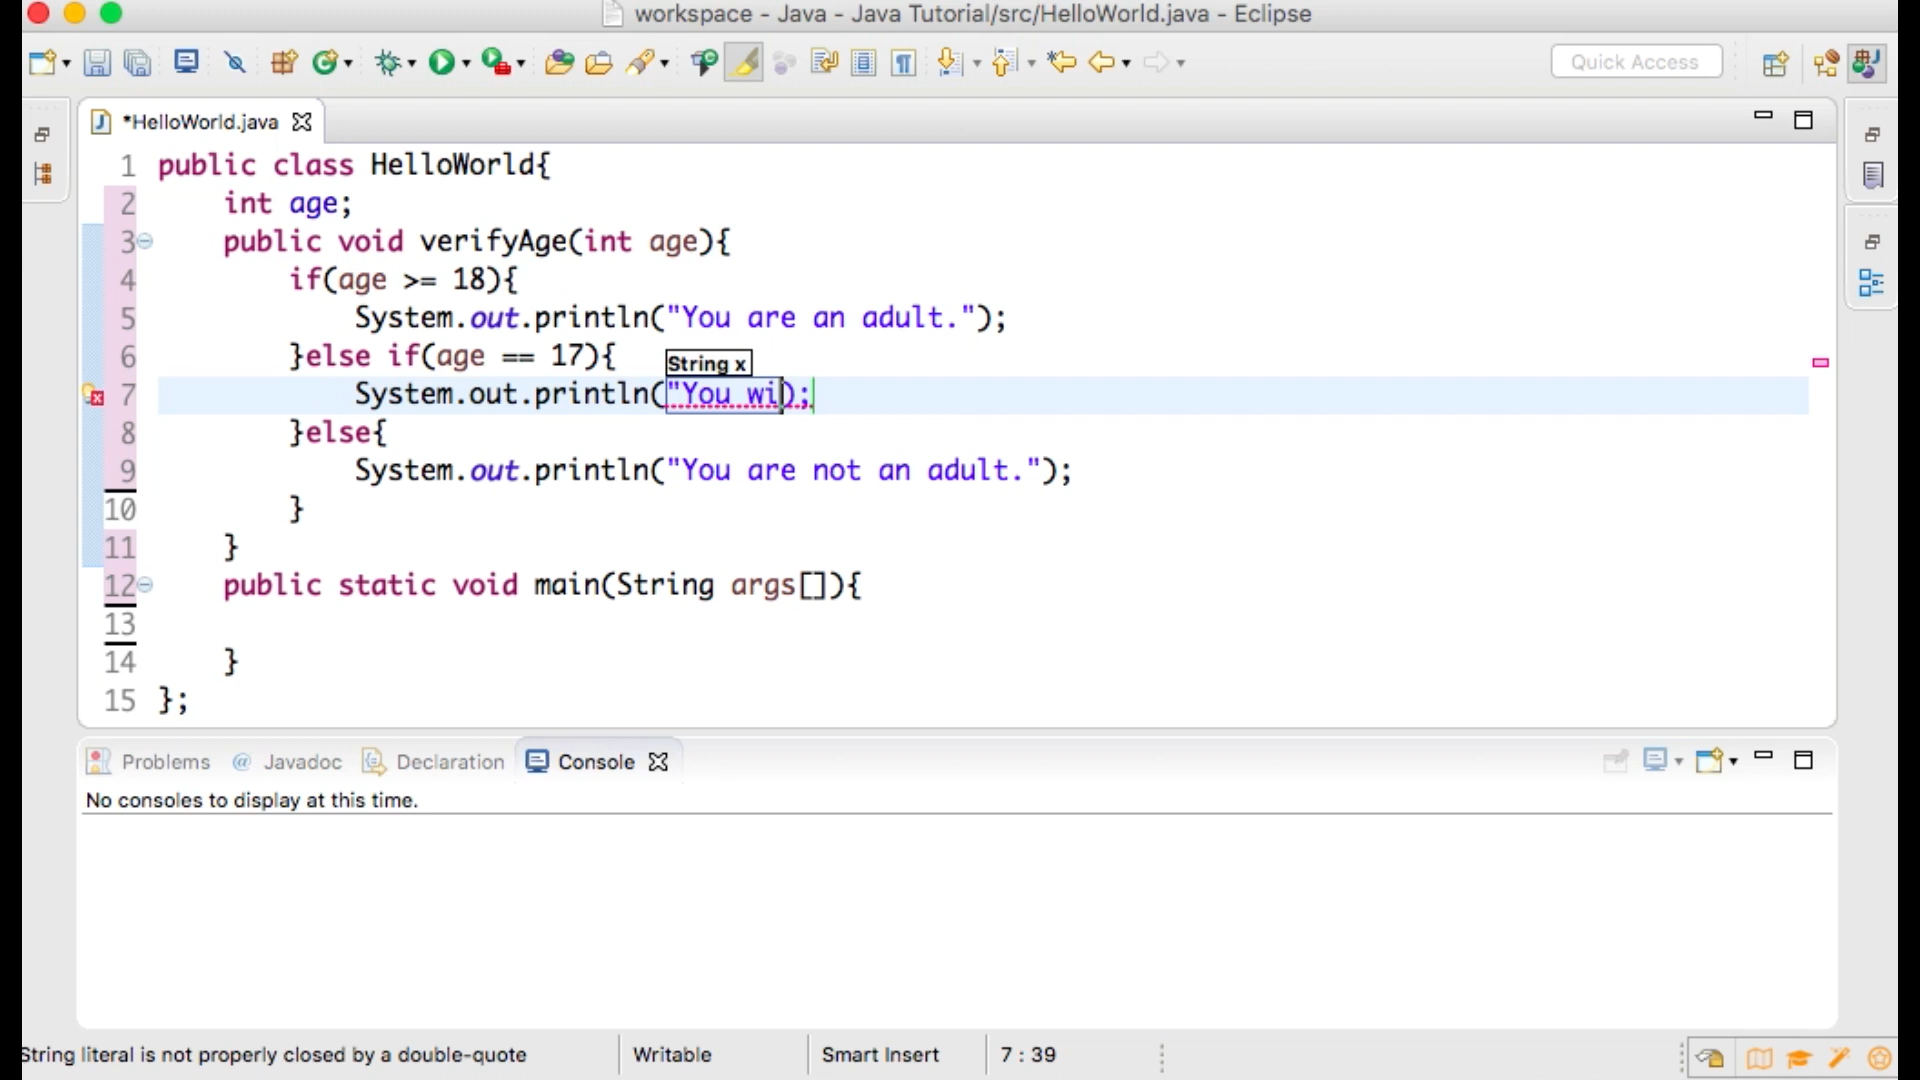 workspace - Java - Java Tutorial/src/HelloWorld.java - Eclipse
Quick Access
*HelloWorld.java
1 public class HelloWorld{
2 int age;
3 public void verifyAge(int age){
4 if(age >= 18){
5 System.out.println("You are an adult.");
6 }else if(age == 17){
String x
7 System.out.println("You wi);
8 }else{
9 System.out.println("You are not an adult.");
10 }
11 }
12 public static void main(String args[]){
13
14 }
15 };
Problems @ Javadoc Declaration Console
No consoles to display at this time.
String literal is not properly closed by a double-quote Writable Smart Insert 7 : 39